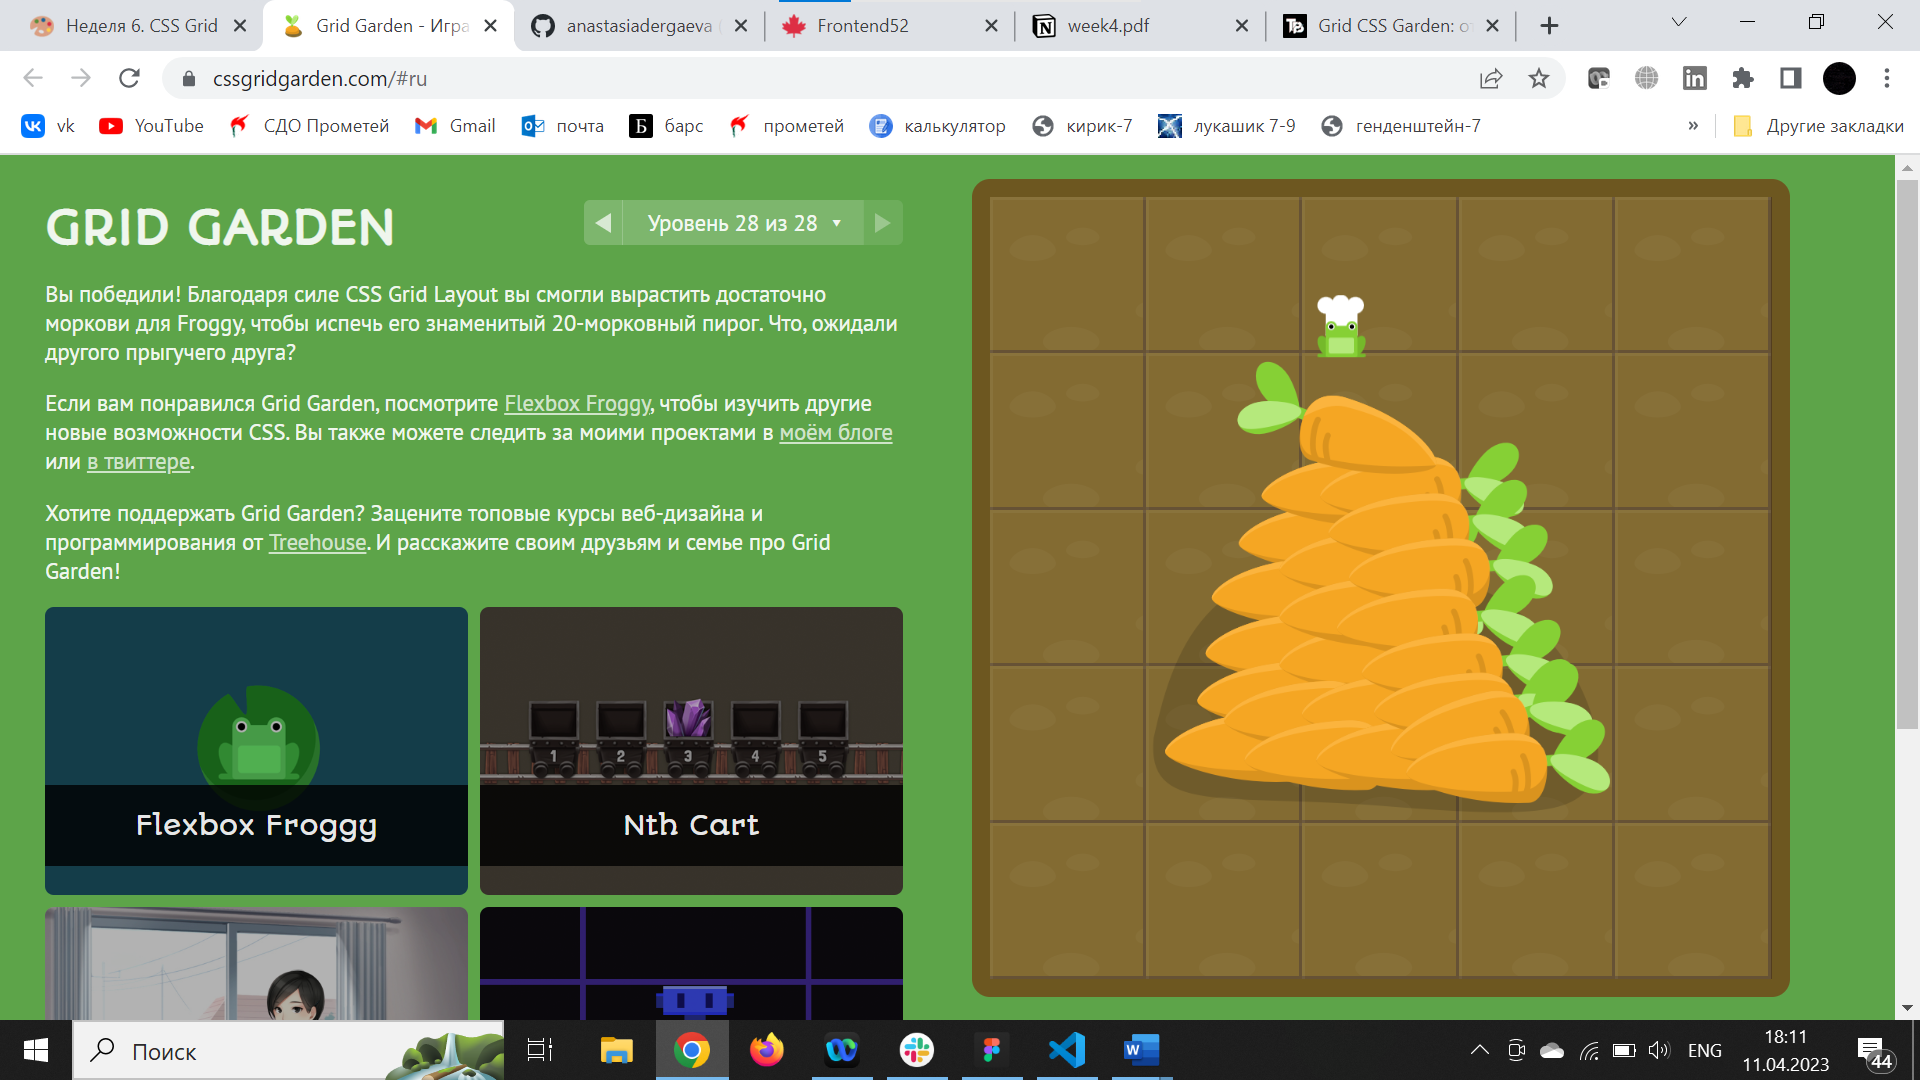 Неделя 6. CSS Grid
Grid Garden - Игра
anastasiadergaeva (
Frontend52
week4.pdf
Grid CSS Garden: от
cssgridgarden.com/#ru
vk
YouTube
СДО Прометей
Gmail
почта
барс
прометей
калькулятор
кирик-7
лукашик 7-9
генденштейн-7
»
Другие закладки
GRID GARDEN
Уровень 28 из 28
Вы победили! Благодаря силе CSS Grid Layout вы смогли вырастить достаточно
моркови для Froggy, чтобы испечь его знаменитый 20-морковный пирог. Что, ожидали
другого прыгучего друга?
Если вам понравился Grid Garden, посмотрите Flexbox Froggy, чтобы изучить другие
новые возможности CSS. Вы также можете следить за моими проектами в моём блоге
или в твиттере.
Хотите поддержать Grid Garden? Зацените топовые курсы веб-дизайна и
программирования от Treehouse. И расскажите своим друзьям и семье про Grid
Garden!
Flexbox Froggy
1 2 3 4 5
Nth Cart
Поиск
ENG
18:11
11.04.2023
44